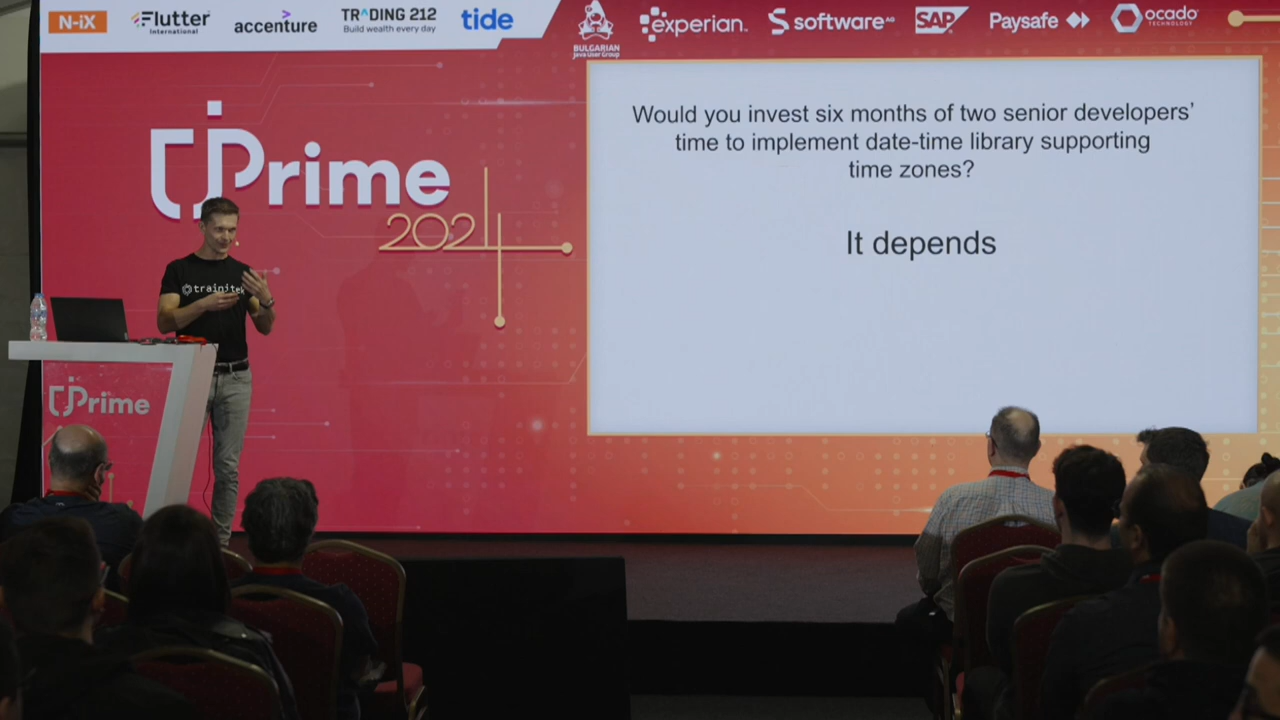 N-iX
Flutter
International
accenture
TRADING 212
Build wealth every day
tide
BULGARIAN
Java User Group
experian.
software AG
SAP
Paysafe
ocado
TECHNOLOGY
jPrime
2024
Would you invest six months of two senior developers’
time to implement date-time library supporting
time zones?
It depends
trainitek
jPrime